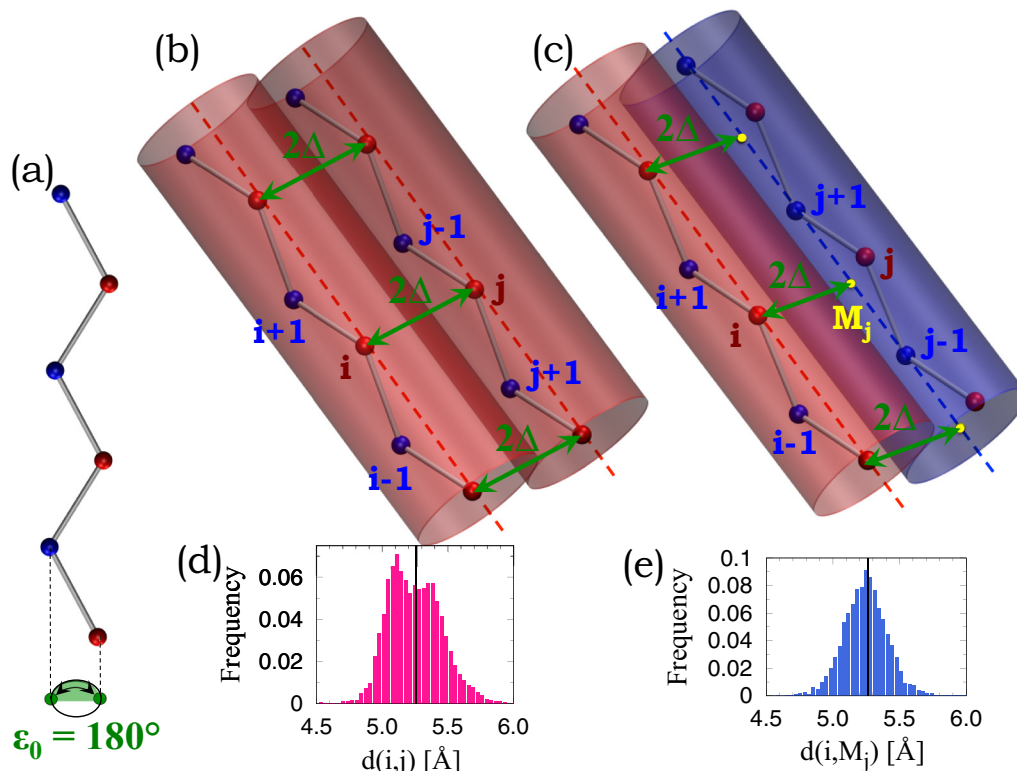 (a)
ε₀ = 180°
(b)
2Δ
j-1
2Δ
j
i+1
i
j+1
2Δ
i-1
(c)
2Δ
j+1
j
i+1
2Δ
i
M_j
j-1
2Δ
i-1
(d)
Frequency
0.06
0.04
0.02
0
4.5
5.0
5.5
6.0
d(i,j) [Å]
(e)
Frequency
0.1
0.08
0.06
0.04
0.02
0
4.5
5.0
5.5
6.0
d(i,M_j) [Å]